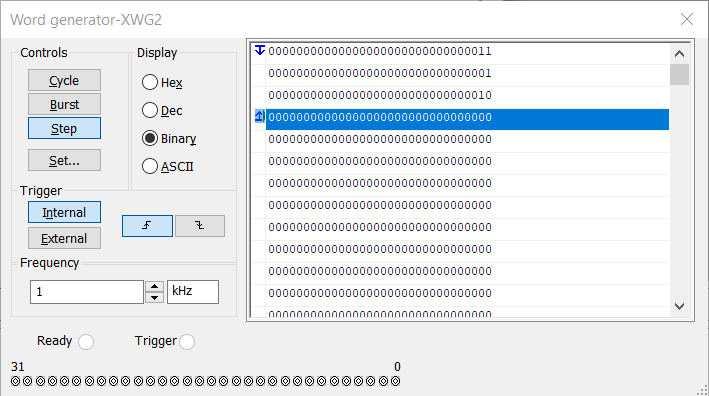 Word generator-XWG2
Controls
Cycle
Burst
Step
Set...
Display
Hex
Dec
Binary
ASCII
Trigger
Internal
External
Frequency
1
kHz
Ready
Trigger
31
0
00000000000000000000000000000011
00000000000000000000000000000001
00000000000000000000000000000010
00000000000000000000000000000000
00000000000000000000000000000000
00000000000000000000000000000000
00000000000000000000000000000000
00000000000000000000000000000000
00000000000000000000000000000000
00000000000000000000000000000000
00000000000000000000000000000000
00000000000000000000000000000000
00000000000000000000000000000000